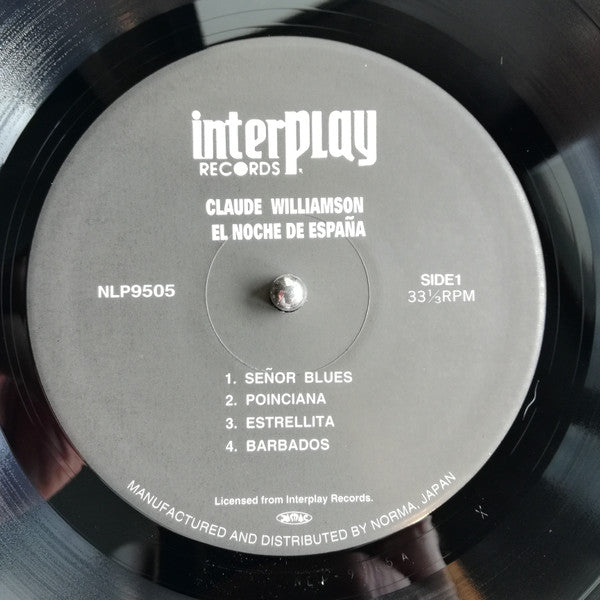 interplay
RECORDS
CLAUDE WILLIAMSON
EL NOCHE DE ESPAÑA
NLP9505
SIDE1
33⅓RPM
1. SEÑOR BLUES
2. POINCIANA
3. ESTRELLITA
4. BARBADOS
Licensed from Interplay Records.
MANUFACTURED AND DISTRIBUTED BY NORMA, JAPAN